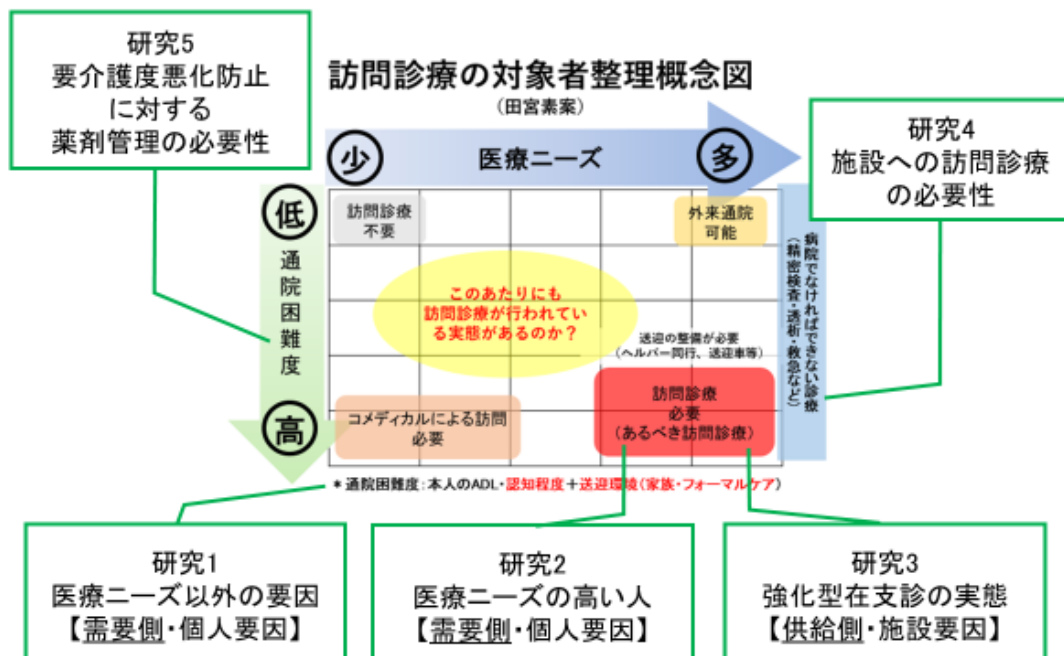 研究5
要介護度悪化防止
に対する
薬剤管理の必要性
訪問診療の対象者整理概念図
（田宮素案）
少
医療ニーズ
多
研究4
施設への訪問診療
の必要性
低
通院困難度
高
訪問診療
不要
外来通院
可能
このあたりにも
訪問診療が行われてい
る実態があるのか？
送迎の整備が必要
（ヘルパー同行、送迎車等）
訪問診療
必要
（あるべき訪問診療）
コメディカルによる訪問
必要
病院でなければできない診療
（精密検査・透析・救急など）
＊通院困難度：本人のADL・認知程度＋送迎環境（家族・フォーマルケア）
研究1
医療ニーズ以外の要因
【需要側・個人要因】
研究2
医療ニーズの高い人
【需要側・個人要因】
研究3
強化型在支診の実態
【供給側・施設要因】